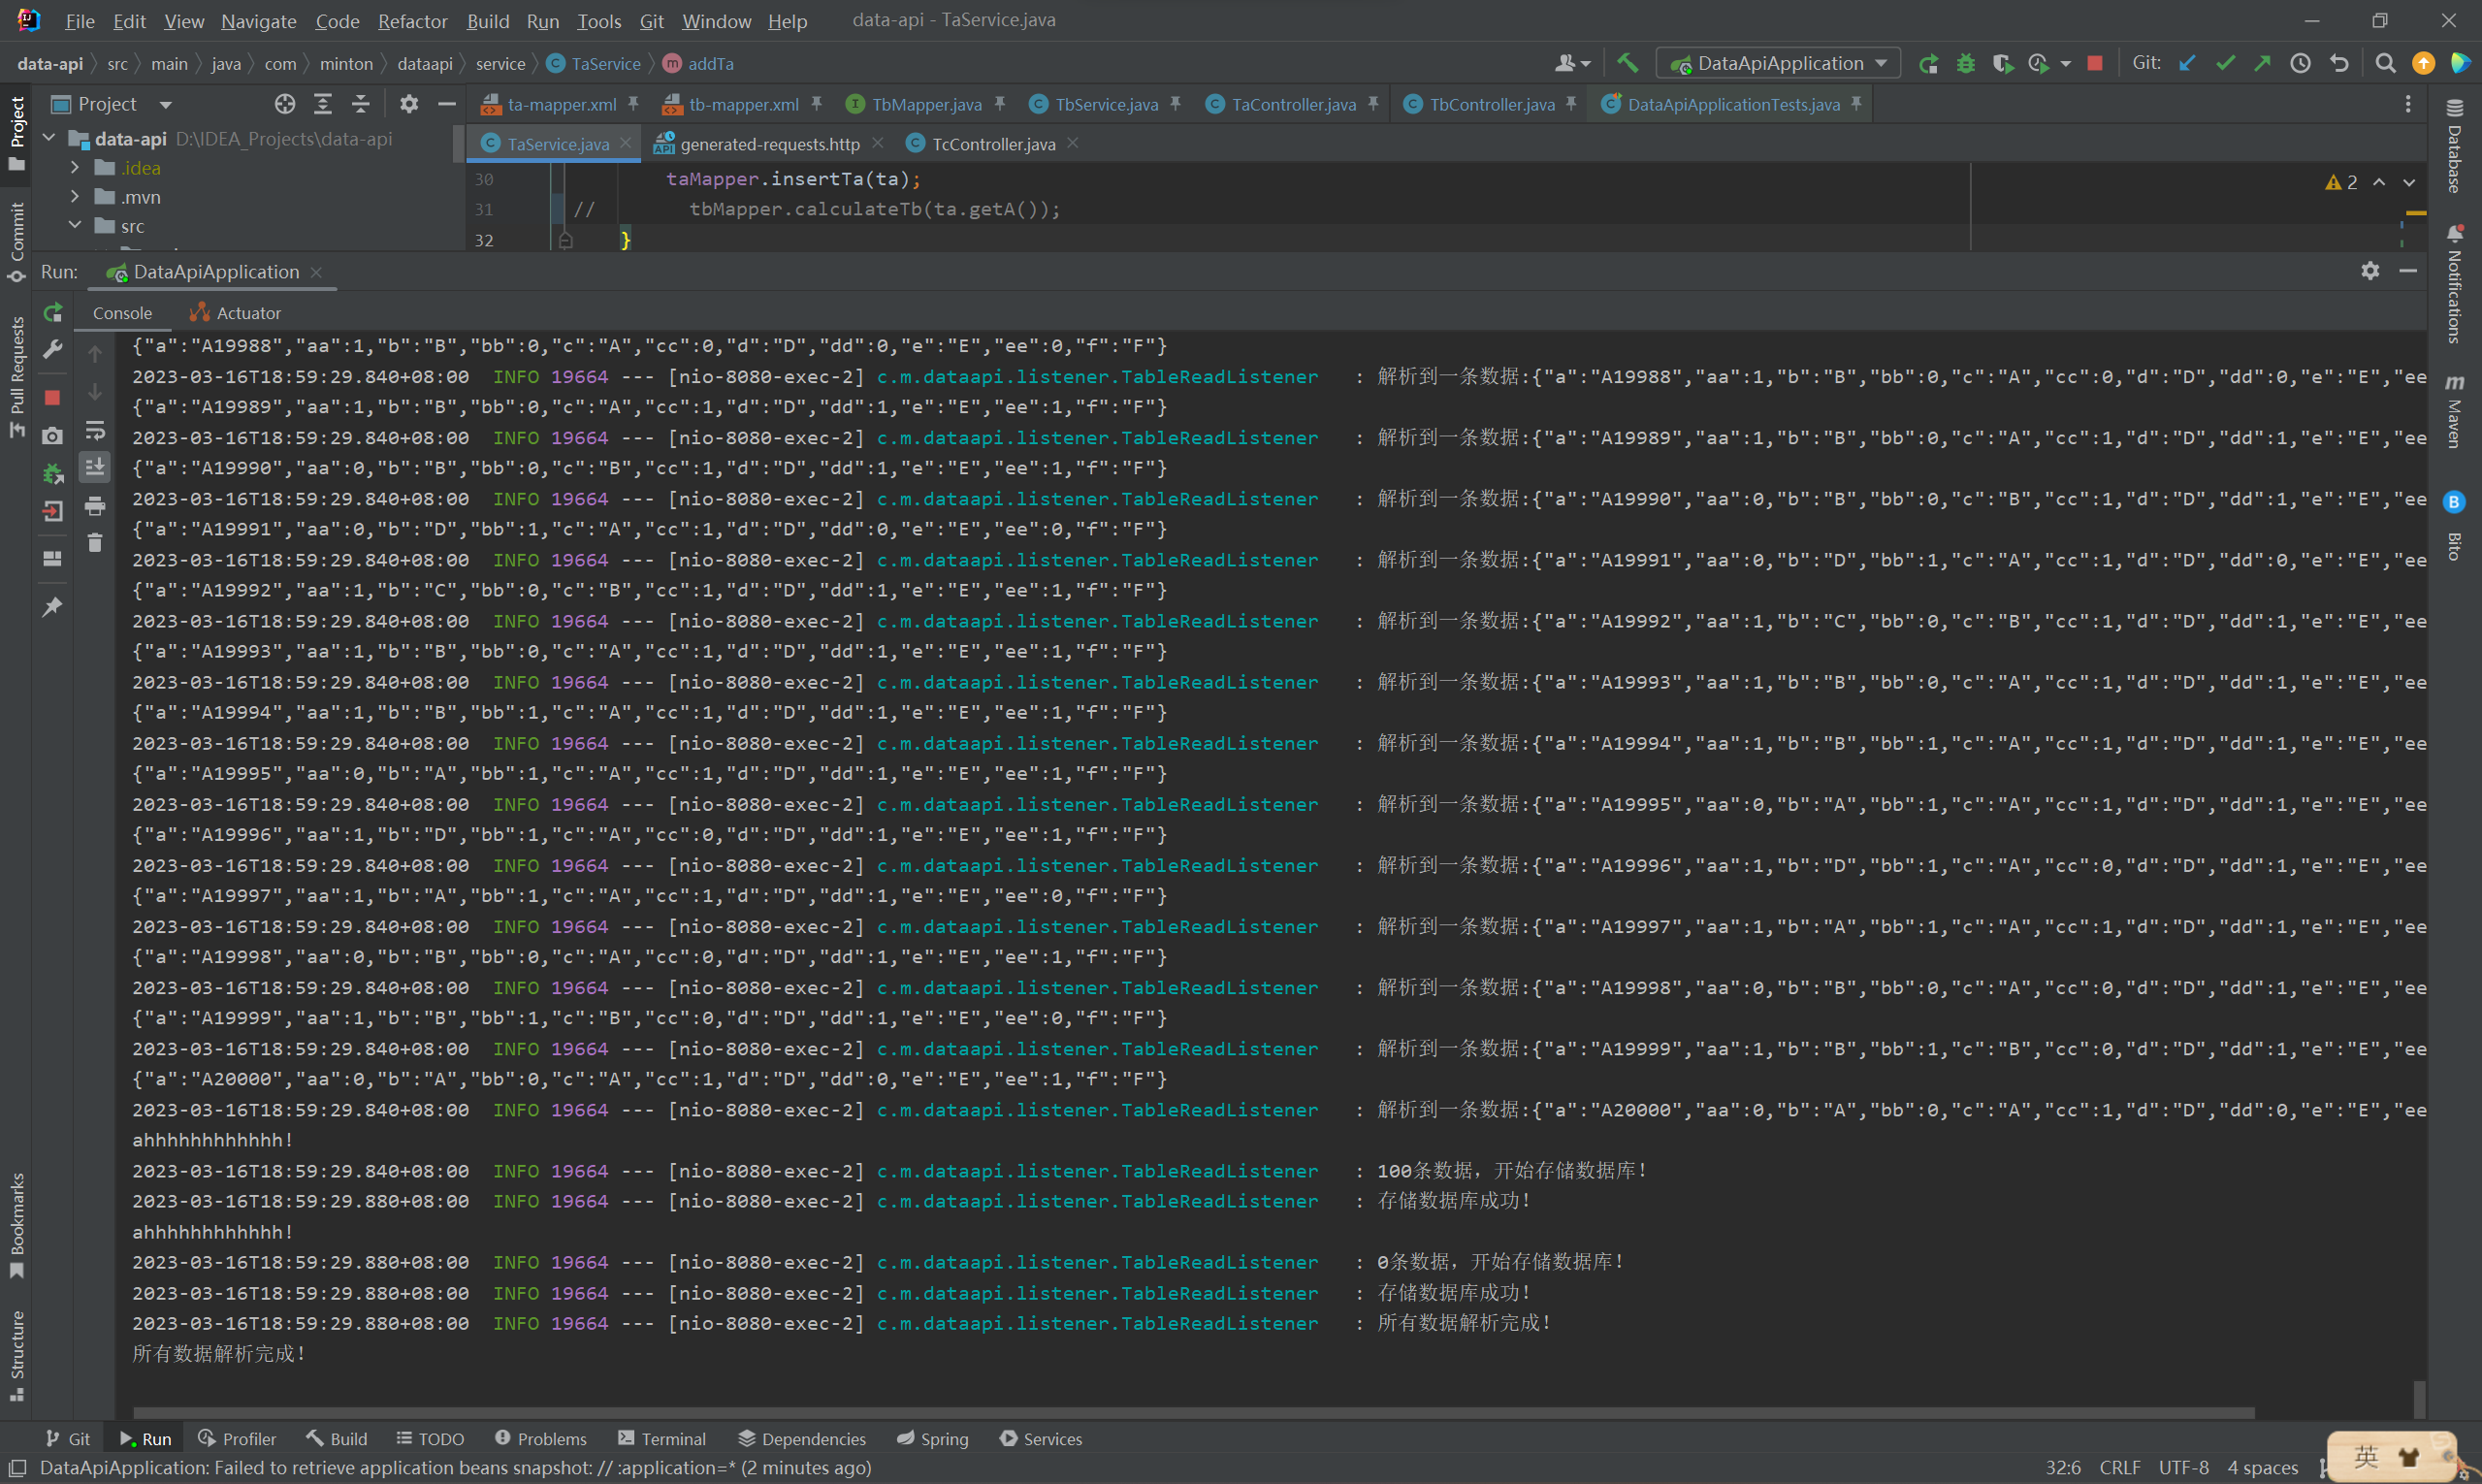 File Edit View Navigate Code Refactor Build Run Tools Git Window Help data-api - TaService.java
data-api src main java com minton dataapi service TaService addTa DataApiApplication Git:
Project ta-mapper.xml tb-mapper.xml TbMapper.java TbService.java TaController.java TbController.java DataApiApplicationTests.java
data-api D:\IDEA_Projects\data-api TaService.java generated-requests.http TcController.java
.idea
.mvn
src
30 taMapper.insertTa(ta);
31 // tbMapper.calculateTb(ta.getA());
32 }
2
Run: DataApiApplication
Console Actuator
{"a":"A19988","aa":1,"b":"B","bb":0,"c":"A","cc":0,"d":"D","dd":0,"e":"E","ee":0,"f":"F"}
2023-03-16T18:59:29.840+08:00 INFO 19664 --- [nio-8080-exec-2] c.m.dataapi.listener.TableReadListener : 解析到一条数据:{"a":"A19988","aa":1,"b":"B","bb":0,"c":"A","cc":0,"d":"D","dd":0,"e":"E","ee
{"a":"A19989","aa":1,"b":"B","bb":0,"c":"A","cc":1,"d":"D","dd":1,"e":"E","ee":1,"f":"F"}
2023-03-16T18:59:29.840+08:00 INFO 19664 --- [nio-8080-exec-2] c.m.dataapi.listener.TableReadListener : 解析到一条数据:{"a":"A19989","aa":1,"b":"B","bb":0,"c":"A","cc":1,"d":"D","dd":1,"e":"E","ee
{"a":"A19990","aa":0,"b":"B","bb":0,"c":"B","cc":1,"d":"D","dd":1,"e":"E","ee":1,"f":"F"}
2023-03-16T18:59:29.840+08:00 INFO 19664 --- [nio-8080-exec-2] c.m.dataapi.listener.TableReadListener : 解析到一条数据:{"a":"A19990","aa":0,"b":"B","bb":0,"c":"B","cc":1,"d":"D","dd":1,"e":"E","ee
{"a":"A19991","aa":0,"b":"D","bb":1,"c":"A","cc":1,"d":"D","dd":0,"e":"E","ee":0,"f":"F"}
2023-03-16T18:59:29.840+08:00 INFO 19664 --- [nio-8080-exec-2] c.m.dataapi.listener.TableReadListener : 解析到一条数据:{"a":"A19991","aa":0,"b":"D","bb":1,"c":"A","cc":1,"d":"D","dd":0,"e":"E","ee
{"a":"A19992","aa":1,"b":"C","bb":0,"c":"B","cc":1,"d":"D","dd":1,"e":"E","ee":1,"f":"F"}
2023-03-16T18:59:29.840+08:00 INFO 19664 --- [nio-8080-exec-2] c.m.dataapi.listener.TableReadListener : 解析到一条数据:{"a":"A19992","aa":1,"b":"C","bb":0,"c":"B","cc":1,"d":"D","dd":1,"e":"E","ee
{"a":"A19993","aa":1,"b":"B","bb":0,"c":"A","cc":1,"d":"D","dd":1,"e":"E","ee":1,"f":"F"}
2023-03-16T18:59:29.840+08:00 INFO 19664 --- [nio-8080-exec-2] c.m.dataapi.listener.TableReadListener : 解析到一条数据:{"a":"A19993","aa":1,"b":"B","bb":0,"c":"A","cc":1,"d":"D","dd":1,"e":"E","ee
{"a":"A19994","aa":1,"b":"B","bb":1,"c":"A","cc":1,"d":"D","dd":1,"e":"E","ee":1,"f":"F"}
2023-03-16T18:59:29.840+08:00 INFO 19664 --- [nio-8080-exec-2] c.m.dataapi.listener.TableReadListener : 解析到一条数据:{"a":"A19994","aa":1,"b":"B","bb":1,"c":"A","cc":1,"d":"D","dd":1,"e":"E","ee
{"a":"A19995","aa":0,"b":"A","bb":1,"c":"A","cc":1,"d":"D","dd":1,"e":"E","ee":1,"f":"F"}
2023-03-16T18:59:29.840+08:00 INFO 19664 --- [nio-8080-exec-2] c.m.dataapi.listener.TableReadListener : 解析到一条数据:{"a":"A19995","aa":0,"b":"A","bb":1,"c":"A","cc":1,"d":"D","dd":1,"e":"E","ee
{"a":"A19996","aa":1,"b":"D","bb":1,"c":"A","cc":0,"d":"D","dd":1,"e":"E","ee":1,"f":"F"}
2023-03-16T18:59:29.840+08:00 INFO 19664 --- [nio-8080-exec-2] c.m.dataapi.listener.TableReadListener : 解析到一条数据:{"a":"A19996","aa":1,"b":"D","bb":1,"c":"A","cc":0,"d":"D","dd":1,"e":"E","ee
{"a":"A19997","aa":1,"b":"A","bb":1,"c":"A","cc":1,"d":"D","dd":1,"e":"E","ee":0,"f":"F"}
2023-03-16T18:59:29.840+08:00 INFO 19664 --- [nio-8080-exec-2] c.m.dataapi.listener.TableReadListener : 解析到一条数据:{"a":"A19997","aa":1,"b":"A","bb":1,"c":"A","cc":1,"d":"D","dd":1,"e":"E","ee
{"a":"A19998","aa":0,"b":"B","bb":0,"c":"A","cc":0,"d":"D","dd":1,"e":"E","ee":1,"f":"F"}
2023-03-16T18:59:29.840+08:00 INFO 19664 --- [nio-8080-exec-2] c.m.dataapi.listener.TableReadListener : 解析到一条数据:{"a":"A19998","aa":0,"b":"B","bb":0,"c":"A","cc":0,"d":"D","dd":1,"e":"E","ee
{"a":"A19999","aa":1,"b":"B","bb":1,"c":"B","cc":0,"d":"D","dd":1,"e":"E","ee":0,"f":"F"}
2023-03-16T18:59:29.840+08:00 INFO 19664 --- [nio-8080-exec-2] c.m.dataapi.listener.TableReadListener : 解析到一条数据:{"a":"A19999","aa":1,"b":"B","bb":1,"c":"B","cc":0,"d":"D","dd":1,"e":"E","ee
{"a":"A20000","aa":0,"b":"A","bb":0,"c":"A","cc":1,"d":"D","dd":0,"e":"E","ee":1,"f":"F"}
2023-03-16T18:59:29.840+08:00 INFO 19664 --- [nio-8080-exec-2] c.m.dataapi.listener.TableReadListener : 解析到一条数据:{"a":"A20000","aa":0,"b":"A","bb":0,"c":"A","cc":1,"d":"D","dd":0,"e":"E","ee
ahhhhhhhhhhhh!
2023-03-16T18:59:29.840+08:00 INFO 19664 --- [nio-8080-exec-2] c.m.dataapi.listener.TableReadListener : 100条数据，开始存储数据库！
2023-03-16T18:59:29.880+08:00 INFO 19664 --- [nio-8080-exec-2] c.m.dataapi.listener.TableReadListener : 存储数据库成功！
ahhhhhhhhhhhh!
2023-03-16T18:59:29.880+08:00 INFO 19664 --- [nio-8080-exec-2] c.m.dataapi.listener.TableReadListener : 0条数据，开始存储数据库！
2023-03-16T18:59:29.880+08:00 INFO 19664 --- [nio-8080-exec-2] c.m.dataapi.listener.TableReadListener : 存储数据库成功！
2023-03-16T18:59:29.880+08:00 INFO 19664 --- [nio-8080-exec-2] c.m.dataapi.listener.TableReadListener : 所有数据解析完成！
所有数据解析完成！
Project
Commit
Pull Requests
Bookmarks
Structure
Database
Notifications
Maven
Bito
Git Run Profiler Build TODO Problems Terminal Dependencies Spring Services
DataApiApplication: Failed to retrieve application beans snapshot: // :application=* (2 minutes ago) 32:6 CRLF UTF-8 4 spaces
英